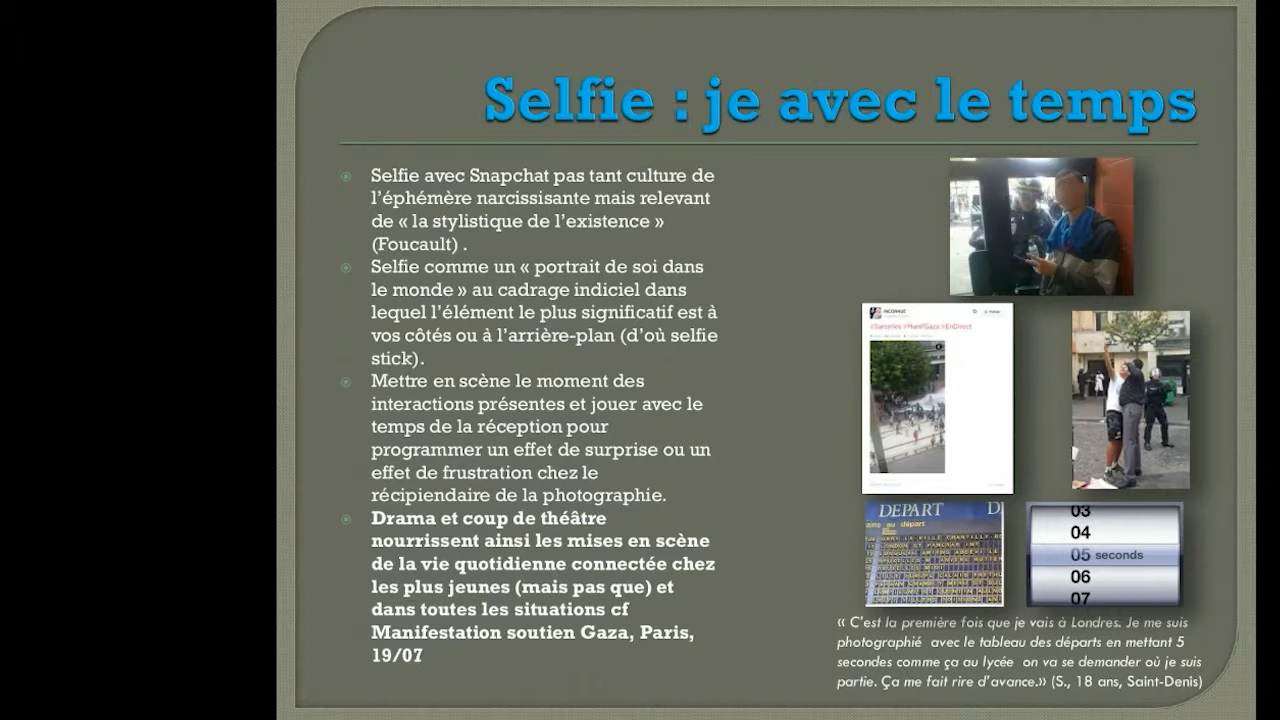 Selfie : je avec le temps
Selfie avec Snapchat pas tant culture de
l’éphémère narcissisante mais relevant
de « la stylistique de l’existence »
(Foucault) .
Selfie comme un « portrait de soi dans
le monde » au cadrage indiciel dans
lequel l’élément le plus significatif est à
vos côtés ou à l’arrière-plan (d’où selfie
stick).
Mettre en scène le moment des
interactions présentes et jouer avec le
temps de la réception pour
programmer un effet de surprise ou un
effet de frustration chez le
récipiendaire de la photographie.
Drama et coup de théâtre
nourrissent ainsi les mises en scène
de la vie quotidienne connectée chez
les plus jeunes (mais pas que) et
dans toutes les situations cf
Manifestation soutien Gaza, Paris,
19/07
#Sarcelles #ManifGaza #EnDirect
DEPART
au départ
03
04
05 seconds
06
07
« C’est la première fois que je vais à Londres. Je me suis
photographié avec le tableau des départs en mettant 5
secondes comme ça au lycée on va se demander où je suis
partie. Ça me fait rire d’avance.» (S., 18 ans, Saint-Denis)